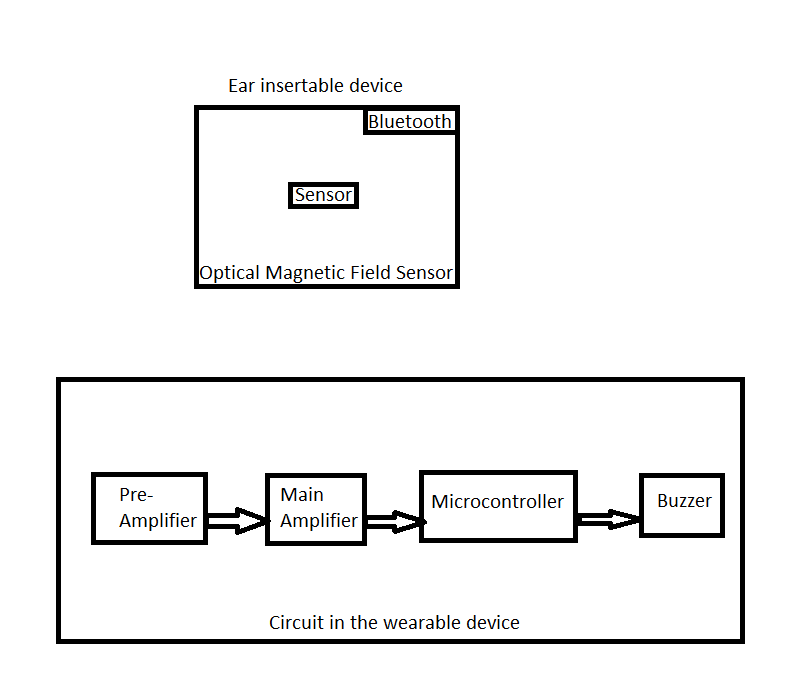 Ear insertable device
Bluetooth
Sensor
Optical Magnetic Field Sensor
Pre-
Amplifier
Main
Amplifier
Microcontroller
Buzzer
Circuit in the wearable device